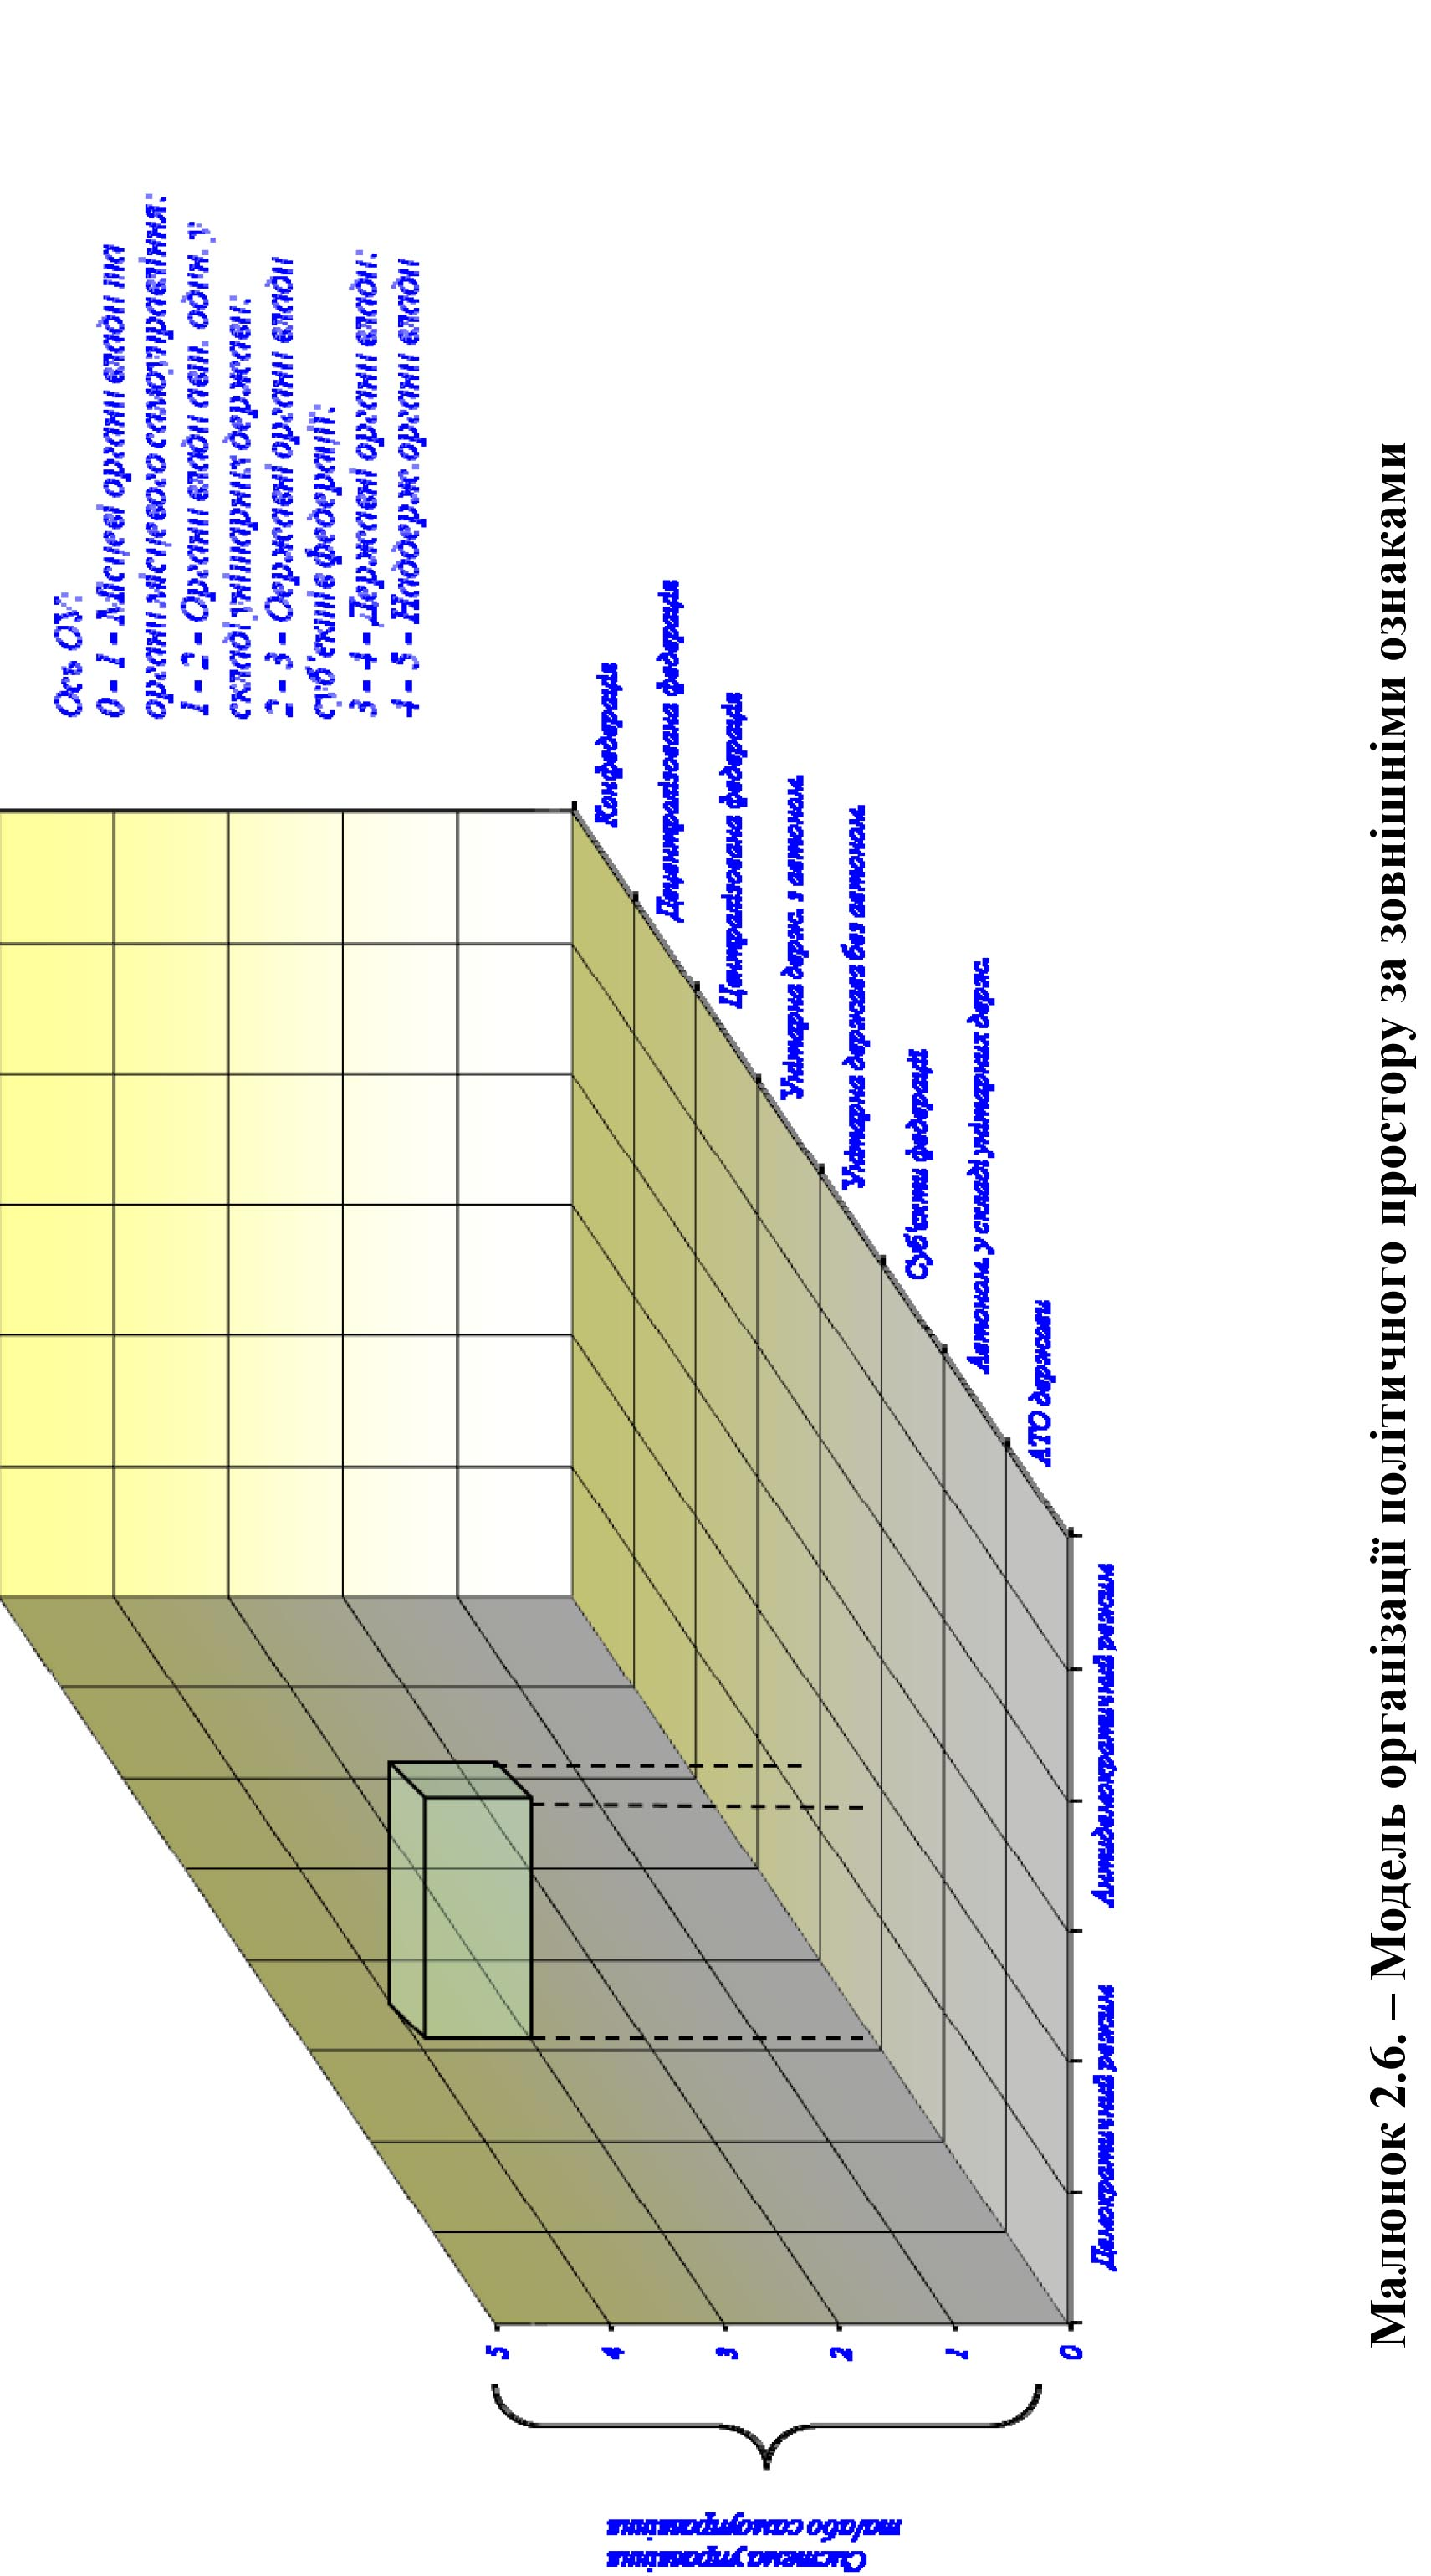 Ось ОУ:
0 – 1 – Місцеві органи влади та
органи місцевого самоуправління;
1 – 2 – Органи влади авт. один. у
складі унітарних держави;
2 – 3 – Державні органи влади
суб'єктів федерації;
3 – 4 – Державні органи влади;
4 – 5 – Наддерж. органи влади
Конфедерація
Децентралізована федерація
Централізована федерація
Унітарна держ. з автоном.
Унітарна держава без автоном.
Суб'єкти федерації
Автоном. у складі унітарних держ.
АТО держави
Система управління
та/або самоуправління
5
4
3
2
1
0
Демократичний режим
Антидемократичний режим
Малюнок 2.6. – Модель організації політичного простору за зовнішніми ознаками